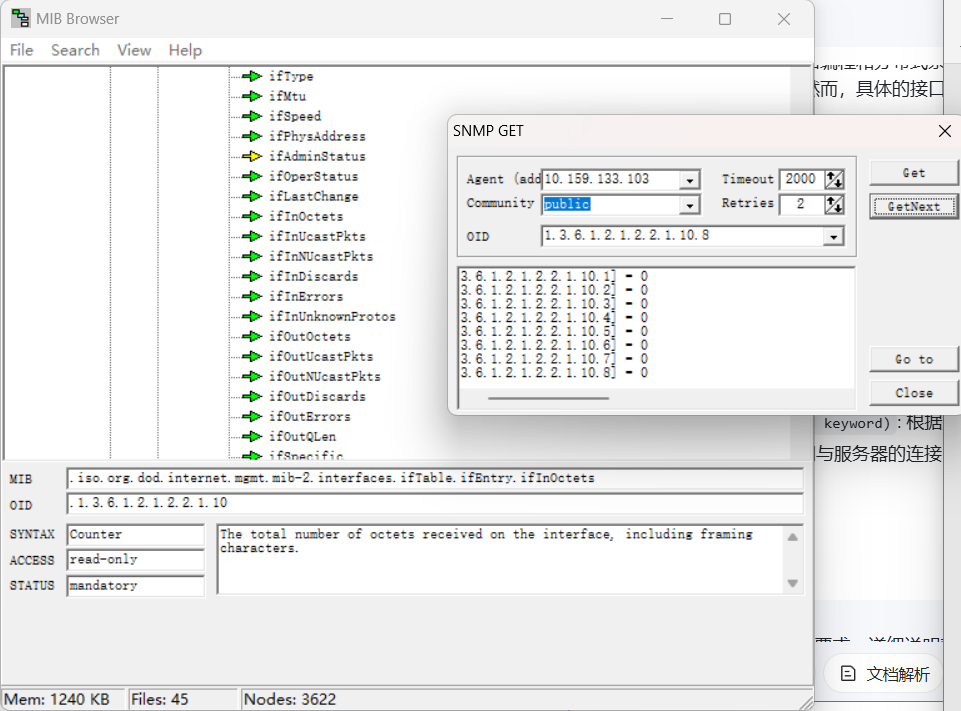 MIB Browser
File Search View Help
ifType
ifMtu
ifSpeed
ifPhysAddress
ifAdminStatus
ifOperStatus
ifLastChange
ifInOctets
ifInUcastPkts
ifInNUcastPkts
ifInDiscards
ifInErrors
ifInUnknownProtos
ifOutOctets
ifOutUcastPkts
ifOutNUcastPkts
ifOutDiscards
ifOutErrors
ifOutQLen
ifSpecific
SNMP GET
Agent (add 10.159.133.103 Timeout 2000 Get
Community public Retries 2 GetNext
OID 1.3.6.1.2.1.2.2.1.10.8
3.6.1.2.1.2.2.1.10.1] = 0
3.6.1.2.1.2.2.1.10.2] = 0
3.6.1.2.1.2.2.1.10.3] = 0
3.6.1.2.1.2.2.1.10.4] = 0
3.6.1.2.1.2.2.1.10.5] = 0
3.6.1.2.1.2.2.1.10.6] = 0
3.6.1.2.1.2.2.1.10.7] = 0
3.6.1.2.1.2.2.1.10.8] = 0
Go to
Close
然而，具体的接口
keyword)：根据
与服务器的连接
文档解析
MIB .iso.org.dod.internet.mgmt.mib-2.interfaces.ifTable.ifEntry.ifInOctets
OID .1.3.6.1.2.1.2.2.1.10
SYNTAX Counter
ACCESS read-only
STATUS mandatory
The total number of octets received on the interface, including framing
characters.
Mem: 1240 KB Files: 45 Nodes: 3622